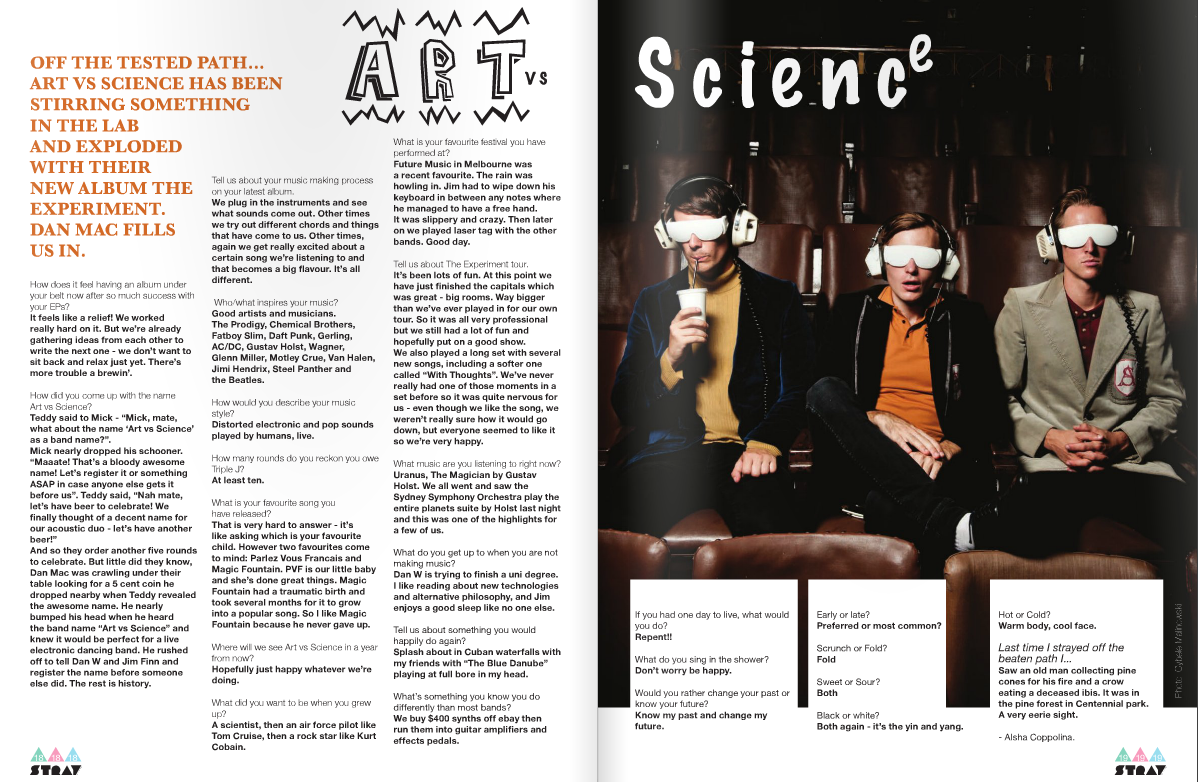 OFF THE TESTED PATH...
ART VS SCIENCE HAS BEEN
STIRRING SOMETHING
IN THE LAB
AND EXPLODED
WITH THEIR
NEW ALBUM THE
EXPERIMENT.
DAN MAC FILLS
US IN.
How does it feel having an album under
your belt now after so much success with
your EPs?
It feels like a relief! We worked
really hard on it. But we're already
gathering ideas from each other to
write the next one - we don't want to
sit back and relax just yet. There's
more trouble a brewin'.
How did you come up with the name
Art vs Science?
Teddy said to Mick - “Mick, mate,
what about the name ‘Art vs Science’
as a band name?”.
Mick nearly dropped his schooner.
“Maaate! That's a bloody awesome
name! Let's register it or something
ASAP in case anyone else gets it
before us”. Teddy said, “Nah mate,
let's have beer to celebrate! We
finally thought of a decent name for
our acoustic duo - let's have another
beer!”
And so they order another five rounds
to celebrate. But little did they know,
Dan Mac was crawling under their
table looking for a 5 cent coin he
dropped nearby when Teddy revealed
the awesome name. He nearly
bumped his head when he heard
the band name “Art vs Science” and
knew it would be perfect for a live
electronic dancing band. He rushed
off to tell Dan W and Jim Finn and
register the name before someone
else did. The rest is history.
18 18 18
STRAY
Tell us about your music making process
on your latest album.
We plug in the instruments and see
what sounds come out. Other times
we try out different chords and things
that have come to us. Other times,
again we get really excited about a
certain song we're listening to and
that becomes a big flavour. It's all
different.
Who/what inspires your music?
Good artists and musicians.
The Prodigy, Chemical Brothers,
Fatboy Slim, Daft Punk, Gerling,
AC/DC, Gustav Holst, Wagner,
Glenn Miller, Motley Crue, Van Halen,
Jimi Hendrix, Steel Panther and
the Beatles.
How would you describe your music
style?
Distorted electronic and pop sounds
played by humans, live.
How many rounds do you reckon you owe
Triple J?
At least ten.
What is your favourite song you
have released?
That is very hard to answer - it's
like asking which is your favourite
child. However two favourites come
to mind: Parlez Vous Francais and
Magic Fountain. PVF is our little baby
and she's done great things. Magic
Fountain had a traumatic birth and
took several months for it to grow
into a popular song. So I like Magic
Fountain because he never gave up.
Where will we see Art vs Science in a year
from now?
Hopefully just happy whatever we're
doing.
What did you want to be when you grew
up?
A scientist, then an air force pilot like
Tom Cruise, then a rock star like Kurt
Cobain.
ART VS
What is your favourite festival you have
performed at?
Future Music in Melbourne was
a recent favourite. The rain was
howling in. Jim had to wipe down his
keyboard in between any notes where
he managed to have a free hand.
It was slippery and crazy. Then later
on we played laser tag with the other
bands. Good day.
Tell us about The Experiment tour.
It's been lots of fun. At this point we
have just finished the capitals which
was great - big rooms. Way bigger
than we've ever played in for our own
tour. So it was all very professional
but we still had a lot of fun and
hopefully put on a good show.
We also played a long set with several
new songs, including a softer one
called “With Thoughts”. We've never
really had one of those moments in a
set before so it was quite nervous for
us - even though we like the song, we
weren't really sure how it would go
down, but everyone seemed to like it
so we're very happy.
What music are you listening to right now?
Uranus, The Magician by Gustav
Holst. We all went and saw the
Sydney Symphony Orchestra play the
entire planets suite by Holst last night
and this was one of the highlights for
a few of us.
What do you get up to when you are not
making music?
Dan W is trying to finish a uni degree.
I like reading about new technologies
and alternative philosophy, and Jim
enjoys a good sleep like no one else.
Tell us about something you would
happily do again?
Splash about in Cuban waterfalls with
my friends with “The Blue Danube”
playing at full bore in my head.
What's something you know you do
differently than most bands?
We buy $400 synths off ebay then
run them into guitar amplifiers and
effects pedals.
Science
If you had one day to live, what would
you do?
Repent!!
What do you sing in the shower?
Don't worry be happy.
Would you rather change your past or
know your future?
Know my past and change my
future.
Early or late?
Preferred or most common?
Scrunch or Fold?
Fold
Sweet or Sour?
Both
Black or white?
Both again - it's the yin and yang.
Hot or Cold?
Warm body, cool face.
Last time I strayed off the
beaten path I...
Saw an old man collecting pine
cones for his fire and a crow
eating a deceased ibis. It was in
the pine forest in Centennial park.
A very eerie sight.
- Alsha Coppolina.
Photo: Cybele Malinowski
19 19 19
STRAY